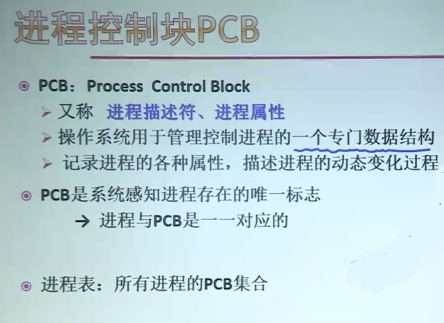 进程控制块PCB
PCB：Process Control Block
又称 进程描述符、进程属性
操作系统用于管理控制进程的一个专门数据结构
记录进程的各种属性，描述进程的动态变化过程
PCB是系统感知进程存在的唯一标志
→ 进程与PCB是一一对应的
进程表：所有进程的PCB集合